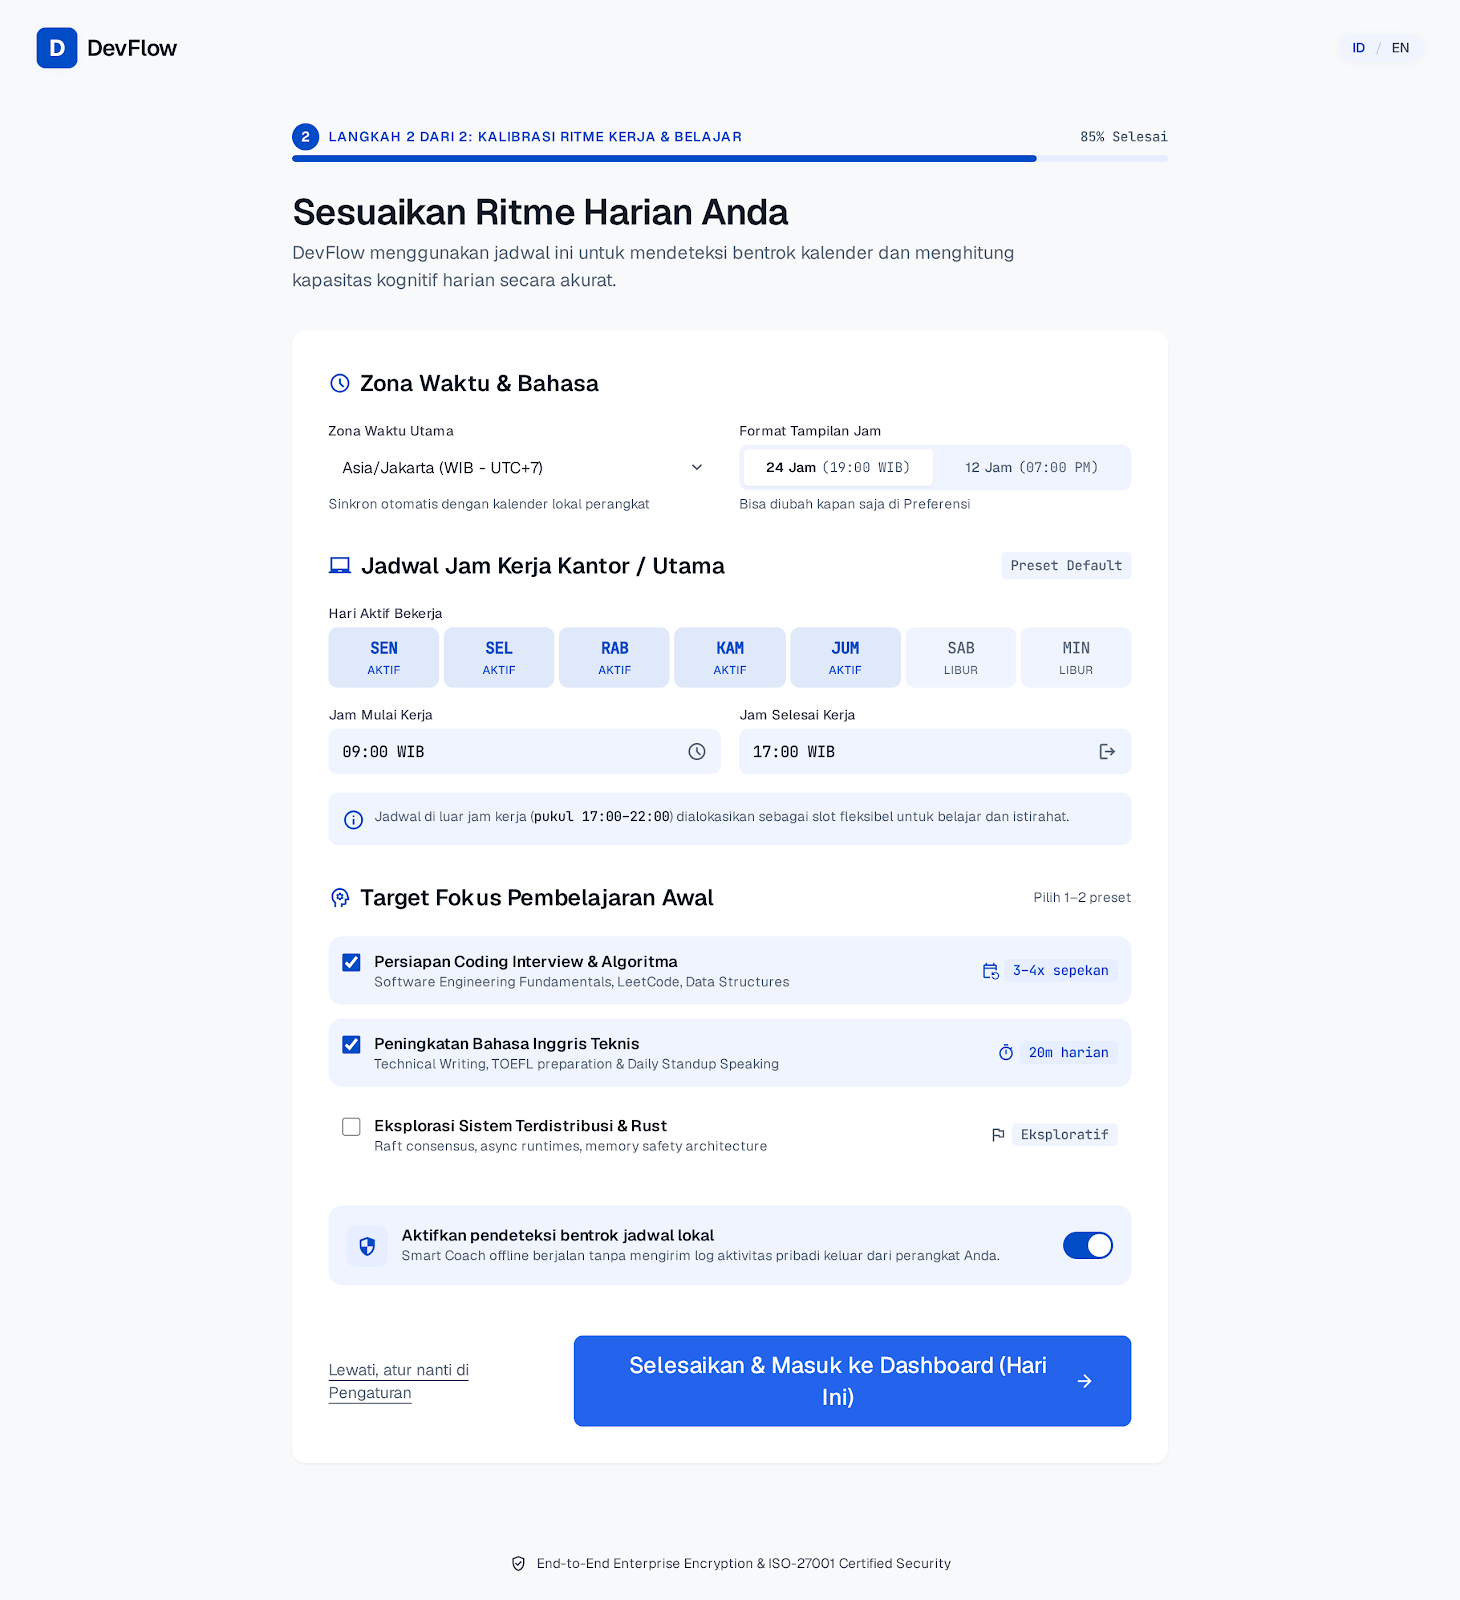 D DevFlow
ID / EN
2 LANGKAH 2 DARI 2: KALIBRASI RITME KERJA & BELAJAR
85% Selesai
Sesuaikan Ritme Harian Anda
DevFlow menggunakan jadwal ini untuk mendeteksi bentrok kalender dan menghitung
kapasitas kognitif harian secara akurat.
Zona Waktu & Bahasa
Zona Waktu Utama
Asia/Jakarta (WIB - UTC+7)
Sinkron otomatis dengan kalender lokal perangkat
Format Tampilan Jam
24 Jam (19:00 WIB)
12 Jam (07:00 PM)
Bisa diubah kapan saja di Preferensi
Jadwal Jam Kerja Kantor / Utama
Preset Default
Hari Aktif Bekerja
SEN
AKTIF
SEL
AKTIF
RAB
AKTIF
KAM
AKTIF
JUM
AKTIF
SAB
LIBUR
MIN
LIBUR
Jam Mulai Kerja
09:00 WIB
Jam Selesai Kerja
17:00 WIB
Jadwal di luar jam kerja (pukul 17:00–22:00) dialokasikan sebagai slot fleksibel untuk belajar dan istirahat.
Target Fokus Pembelajaran Awal
Pilih 1–2 preset
Persiapan Coding Interview & Algoritma
Software Engineering Fundamentals, LeetCode, Data Structures
3–4x sepekan
Peningkatan Bahasa Inggris Teknis
Technical Writing, TOEFL preparation & Daily Standup Speaking
20m harian
Eksplorasi Sistem Terdistribusi & Rust
Raft consensus, async runtimes, memory safety architecture
Eksploratif
Aktifkan pendeteksi bentrok jadwal lokal
Smart Coach offline berjalan tanpa mengirim log aktivitas pribadi keluar dari perangkat Anda.
Lewati, atur nanti di
Pengaturan
Selesaikan & Masuk ke Dashboard (Hari
Ini)
End-to-End Enterprise Encryption & ISO-27001 Certified Security